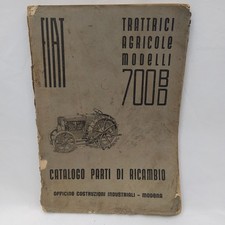 FIAT
TRATTRICI
AGRICOLE
MODELLI
700 B D
CATALOGO PARTI DI RICAMBIO
OFFICINE COSTRUZIONI INDUSTRIALI - MODENA